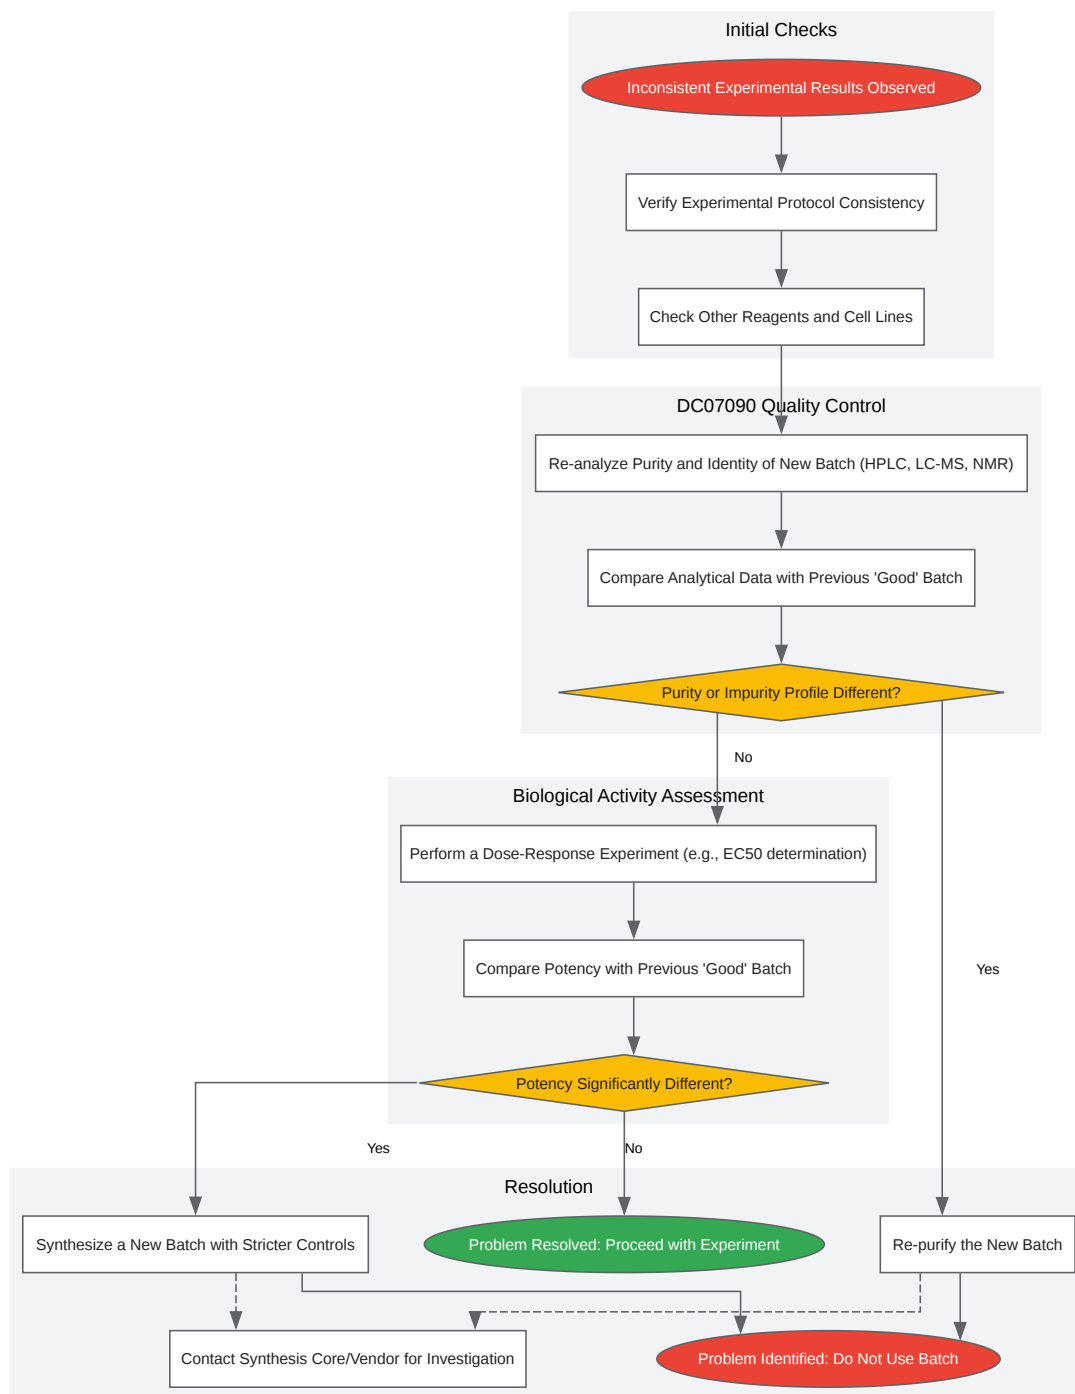 Initial Checks
Inconsistent Experimental Results Observed
Verify Experimental Protocol Consistency
Check Other Reagents and Cell Lines
DC07090 Quality Control
Re-analyze Purity and Identity of New Batch (HPLC, LC-MS, NMR)
Compare Analytical Data with Previous 'Good' Batch
Purity or Impurity Profile Different?
No
Biological Activity Assessment
Perform a Dose-Response Experiment (e.g., EC50 determination)
Compare Potency with Previous 'Good' Batch
Yes
Potency Significantly Different?
Yes
No
Resolution
Synthesize a New Batch with Stricter Controls
Problem Resolved: Proceed with Experiment
Re-purify the New Batch
Contact Synthesis Core/Vendor for Investigation
Problem Identified: Do Not Use Batch